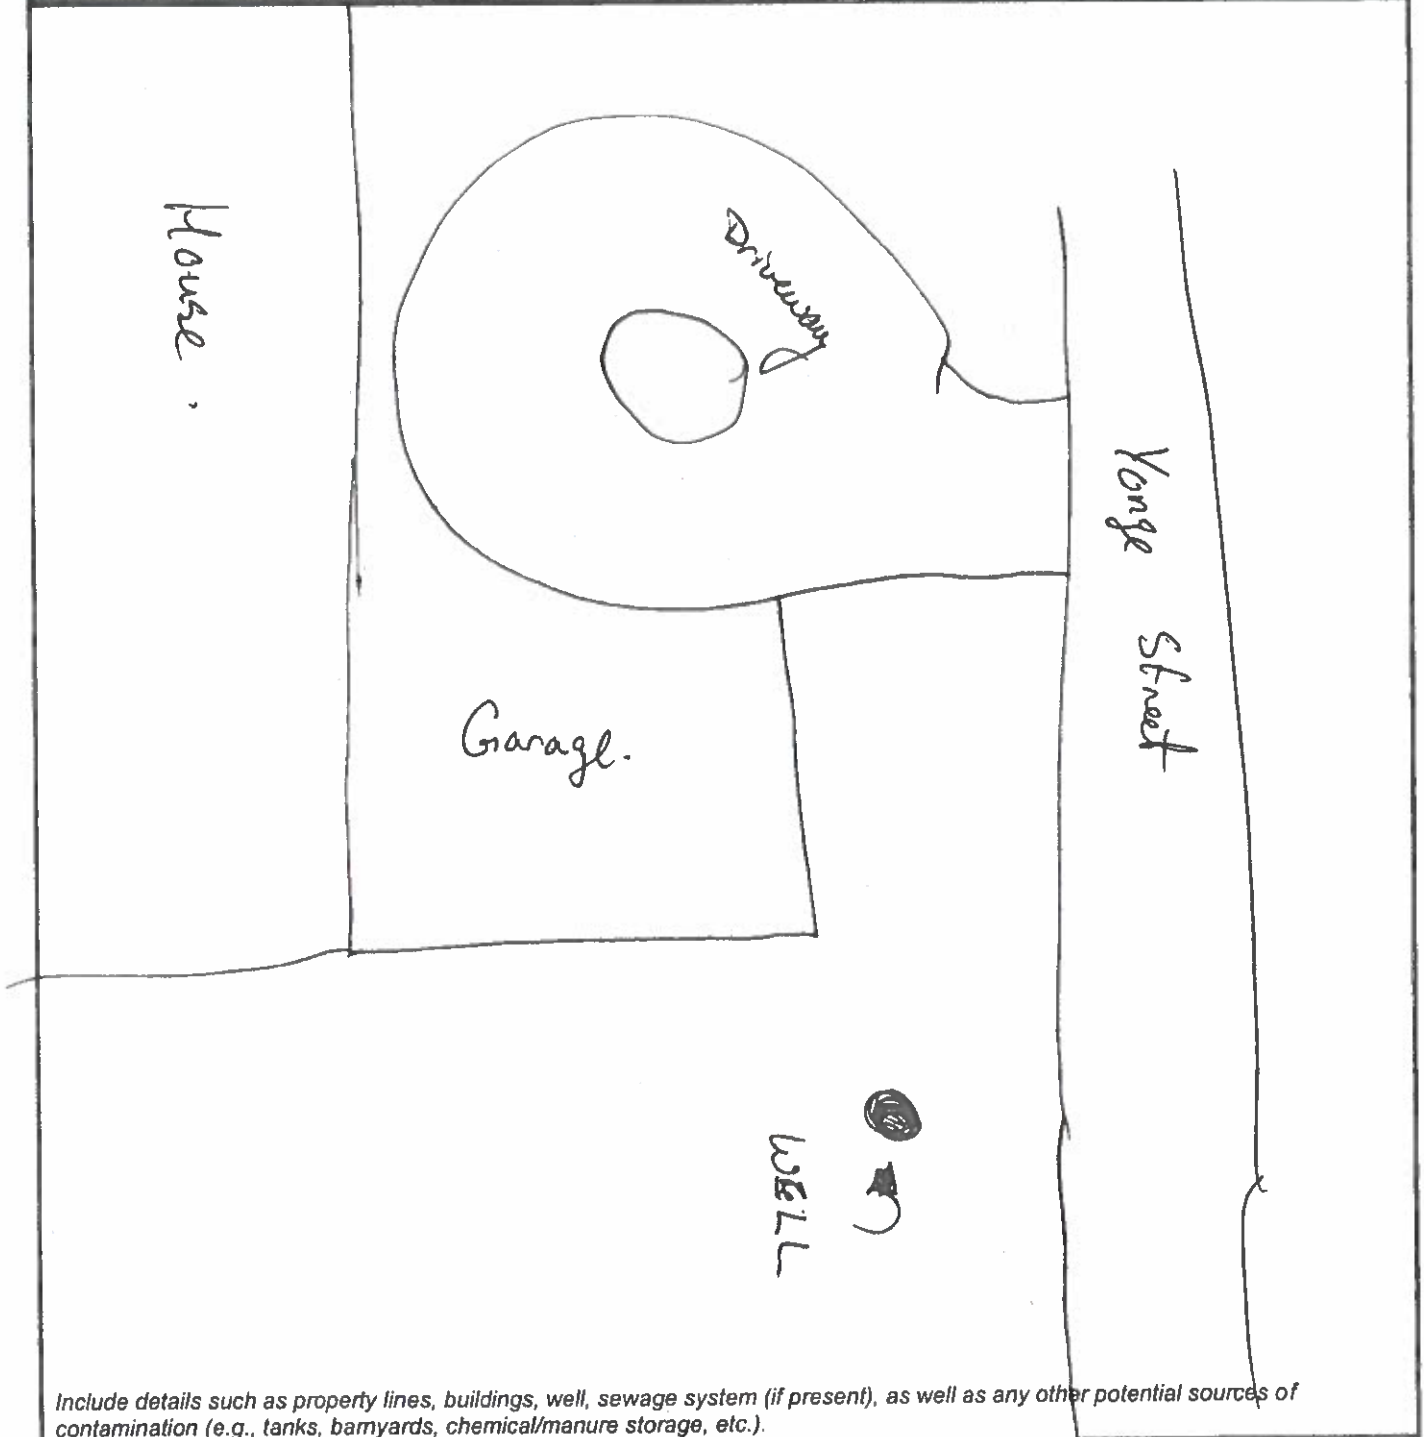 House.
Driveway
Yonge Street
Garage.
WELL
Include details such as property lines, buildings, well, sewage system (if present), as well as any other potential sources of
contamination (e.g., tanks, barnyards, chemical/manure storage, etc.).